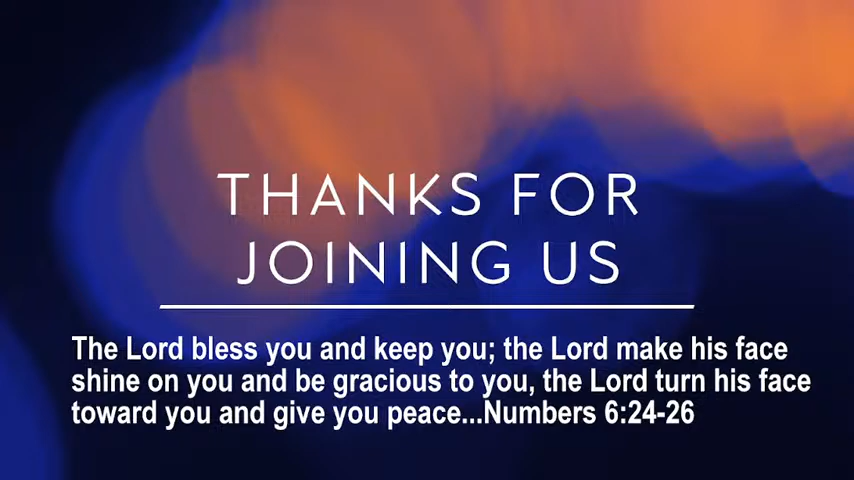 THANKS FOR
JOINING US
The Lord bless you and keep you; the Lord make his face
shine on you and be gracious to you, the Lord turn his face
toward you and give you peace...Numbers 6:24-26